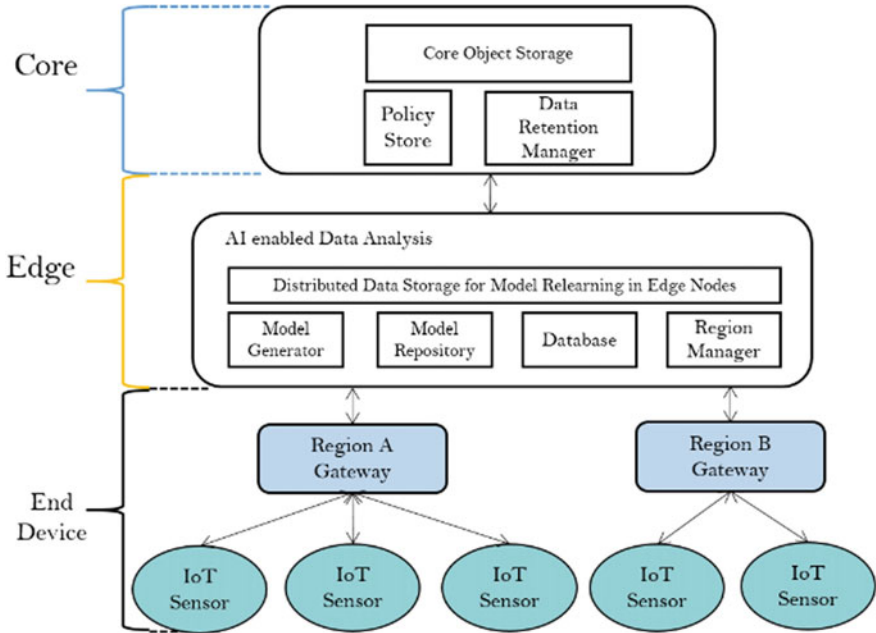 Core
Core Object Storage
Policy
Store
Data
Retention
Manager
Edge
AI enabled Data Analysis
Distributed Data Storage for Model Relearning in Edge Nodes
Model
Generator
Model
Repository
Database
Region
Manager
End
Device
Region A
Gateway
Region B
Gateway
IoT
Sensor
IoT
Sensor
IoT
Sensor
IoT
Sensor
IoT
Sensor